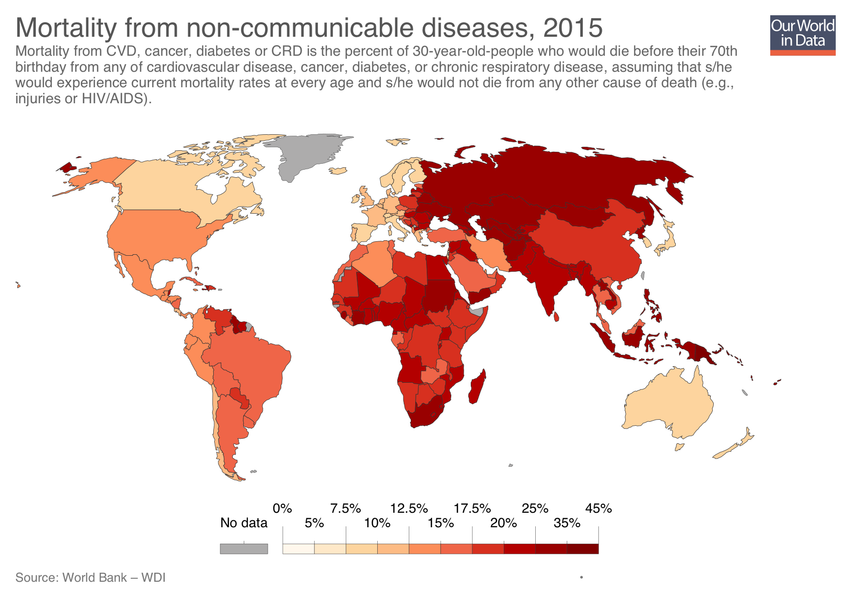 Mortality from non-communicable diseases, 2015
Our World
in Data
Mortality from CVD, cancer, diabetes or CRD is the percent of 30-year-old-people who would die before their 70th
birthday from any of cardiovascular disease, cancer, diabetes, or chronic respiratory disease, assuming that s/he
would experience current mortality rates at every age and s/he would not die from any other cause of death (e.g.,
injuries or HIV/AIDS).
0% 7.5% 12.5% 17.5% 25% 45%
No data 5% 10% 15% 20% 35%
Source: World Bank – WDI